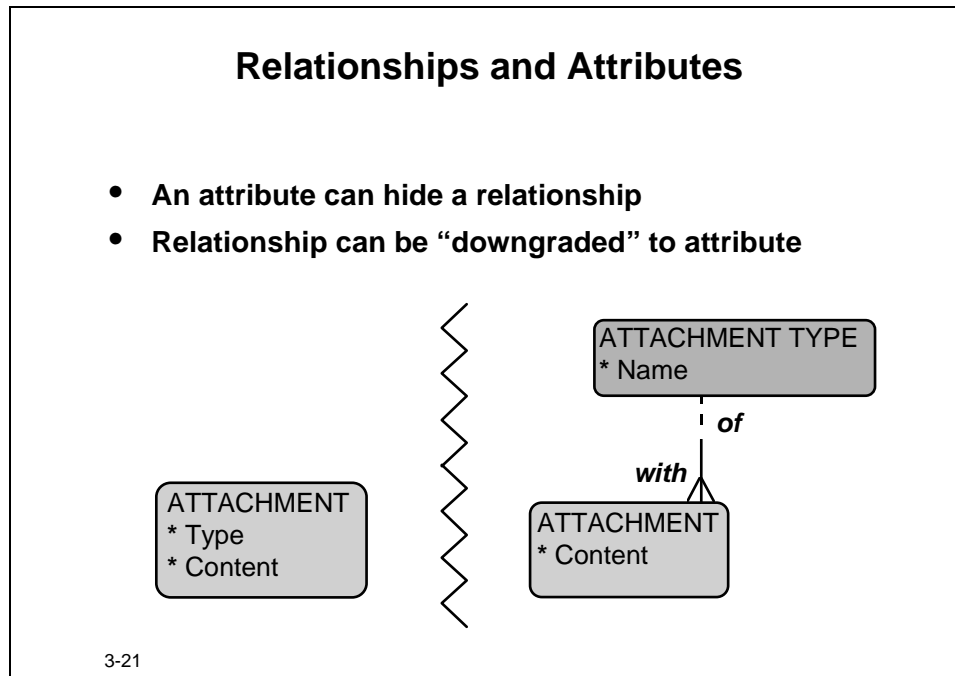 Relationships and Attributes
• An attribute can hide a relationship
• Relationship can be “downgraded” to attribute
ATTACHMENT
* Type
* Content
ATTACHMENT TYPE
* Name
of
with
ATTACHMENT
* Content
3-21